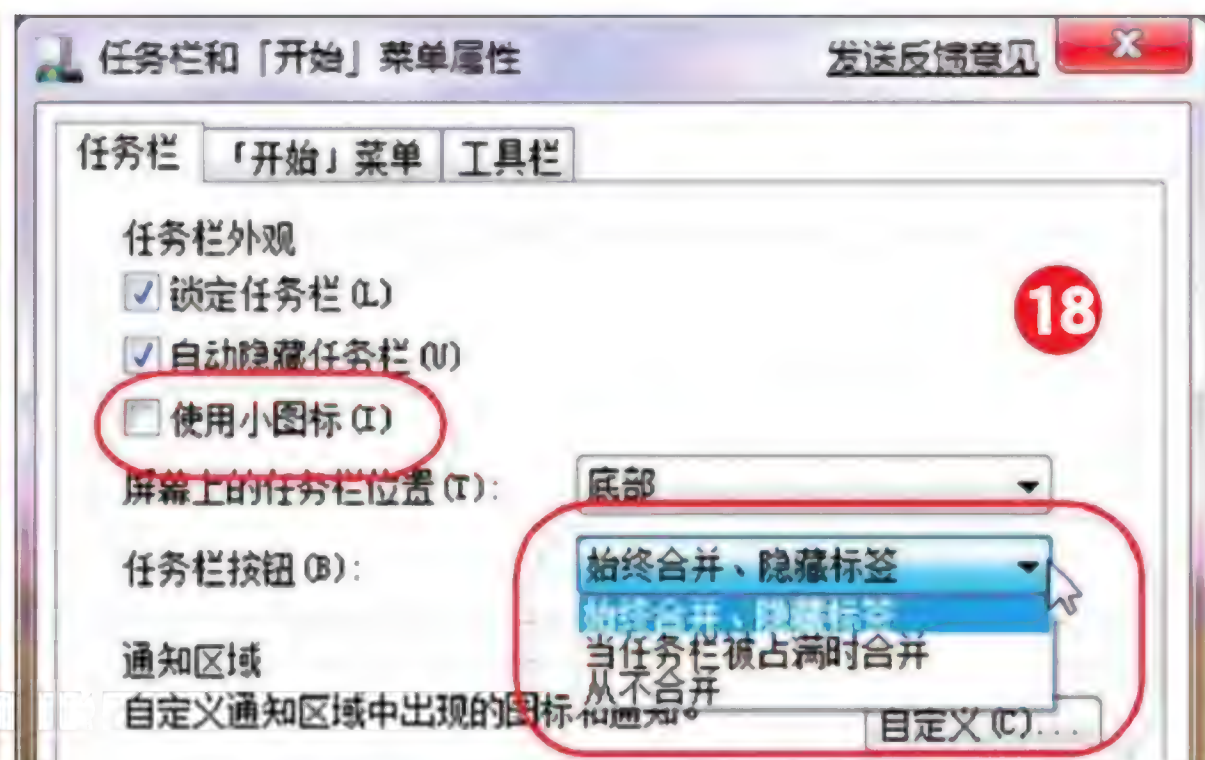 任务栏和「开始」菜单属性 发送反馈意见
任务栏 「开始」菜单 工具栏
任务栏外观
锁定任务栏(L)
18
自动隐藏任务栏(U)
使用小图标(I)
屏幕上的任务栏位置(T): 底部
任务栏按钮(B): 始终合并、隐藏标签
始终合并、隐藏标签
当任务栏被占满时合并
从不合并
通知区域
自定义通知区域中出现的图标和通知。
自定义(C)...